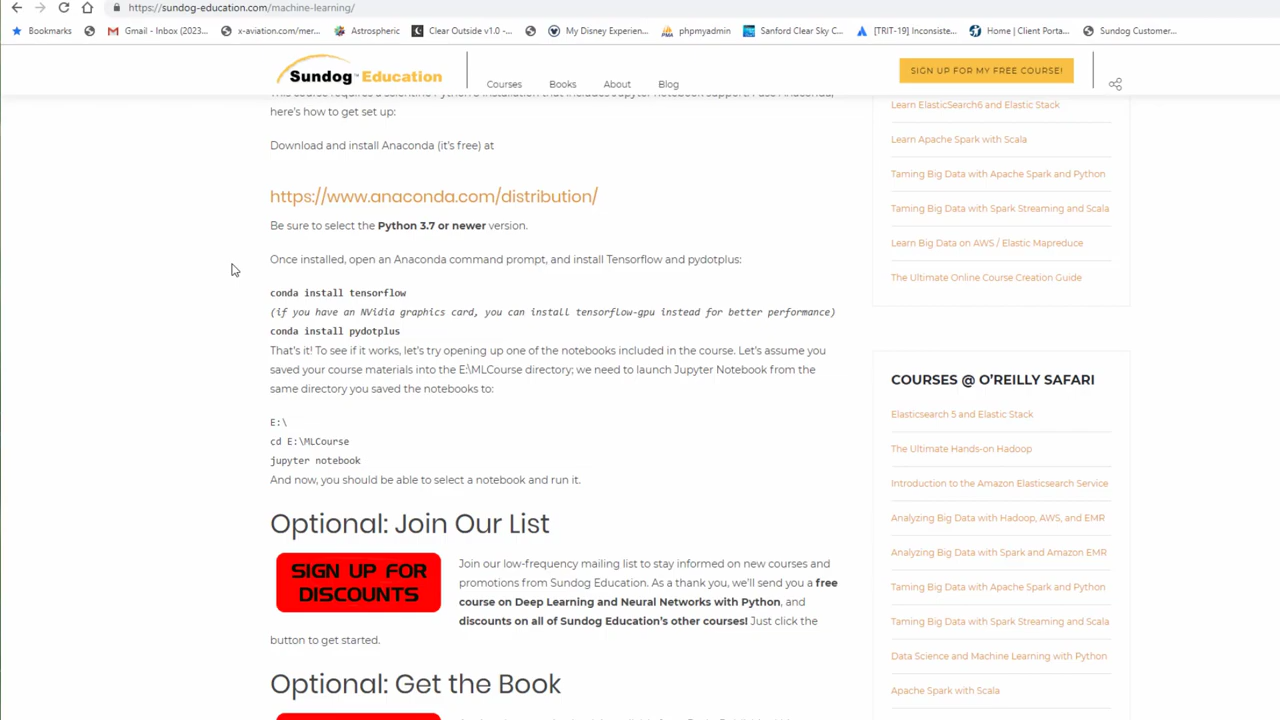 https://sundog-education.com/machine-learning/
Bookmarks
Gmail - Inbox (2023...
x-aviation.com/mer...
Astrospheric
Clear Outside v1.0 -...
My Disney Experien...
phpmyadmin
Sanford Clear Sky C...
[TRIT-19] Inconsiste...
Home | Client Porta...
Sundog Customer...
Sundog™Education
Courses
Books
About
Blog
SIGN UP FOR MY FREE COURSE!
here's how to get set up:
Download and install Anaconda (it's free) at
https://www.anaconda.com/distribution/
Be sure to select the Python 3.7 or newer version.
Once installed, open an Anaconda command prompt, and install Tensorflow and pydotplus:
conda install tensorflow
(if you have an NVidia graphics card, you can install tensorflow-gpu instead for better performance)
conda install pydotplus
That's it! To see if it works, let's try opening up one of the notebooks included in the course. Let's assume you
saved your course materials into the E:\MLCourse directory; we need to launch Jupyter Notebook from the
same directory you saved the notebooks to:
E:\
cd E:\MLCourse
jupyter notebook
And now, you should be able to select a notebook and run it.
Optional: Join Our List
SIGN UP FOR
DISCOUNTS
Join our low-frequency mailing list to stay informed on new courses and
promotions from Sundog Education. As a thank you, we'll send you a free
course on Deep Learning and Neural Networks with Python, and
discounts on all of Sundog Education's other courses! Just click the
button to get started.
Optional: Get the Book
Learn ElasticSearch6 and Elastic Stack
Learn Apache Spark with Scala
Taming Big Data with Apache Spark and Python
Taming Big Data with Spark Streaming and Scala
Learn Big Data on AWS / Elastic Mapreduce
The Ultimate Online Course Creation Guide
COURSES @ O'REILLY SAFARI
Elasticsearch 5 and Elastic Stack
The Ultimate Hands-on Hadoop
Introduction to the Amazon Elasticsearch Service
Analyzing Big Data with Hadoop, AWS, and EMR
Analyzing Big Data with Spark and Amazon EMR
Taming Big Data with Apache Spark and Python
Taming Big Data with Spark Streaming and Scala
Data Science and Machine Learning with Python
Apache Spark with Scala